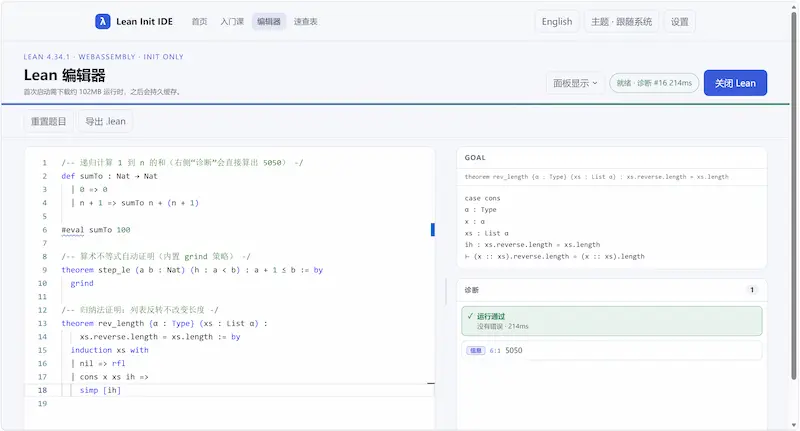 λ Lean Init IDE 首页 入门课 编辑器 速查表 English 主题 · 跟随系统 设置
LEAN 4.34.1 · WEBASSEMBLY · INIT ONLY
Lean 编辑器
首次启动需下载约 102MB 运行时，之后会持久缓存。
面板显示 就绪 · 诊断 #16 214ms 关闭 Lean
重置题目 导出 .lean
1 /-- 递归计算 1 到 n 的和（右侧“诊断”会直接算出 5050） -/
2 def sumTo : Nat → Nat
3 | 0 => 0
4 | n + 1 => sumTo n + (n + 1)
5
6 #eval sumTo 100
7
8 /-- 算术不等式自动证明（内置 grind 策略） -/
9 theorem step_le (a b : Nat) (h : a < b) : a + 1 ≤ b := by
10 grind
11
12 /-- 归纳法证明：列表反转不改变长度 -/
13 theorem rev_length {α : Type} (xs : List α) :
14 xs.reverse.length = xs.length := by
15 induction xs with
16 | nil => rfl
17 | cons x xs ih =>
18 simp [ih]
19
GOAL
theorem rev_length {α : Type} (xs : List α) : xs.reverse.length = xs.length
case cons
α : Type
x : α
xs : List α
ih : xs.reverse.length = xs.length
⊢ (x :: xs).reverse.length = (x :: xs).length
诊断 1
✓ 运行通过
没有错误 · 214ms
信息 6:1 5050